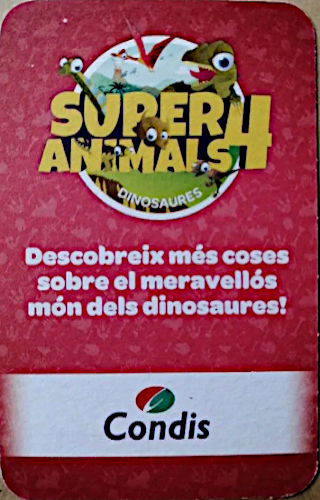 SUPER 4
ANIMALS
DINOSAURES
Descobreix més coses
sobre el meravellós
món dels dinosaures!
Condis